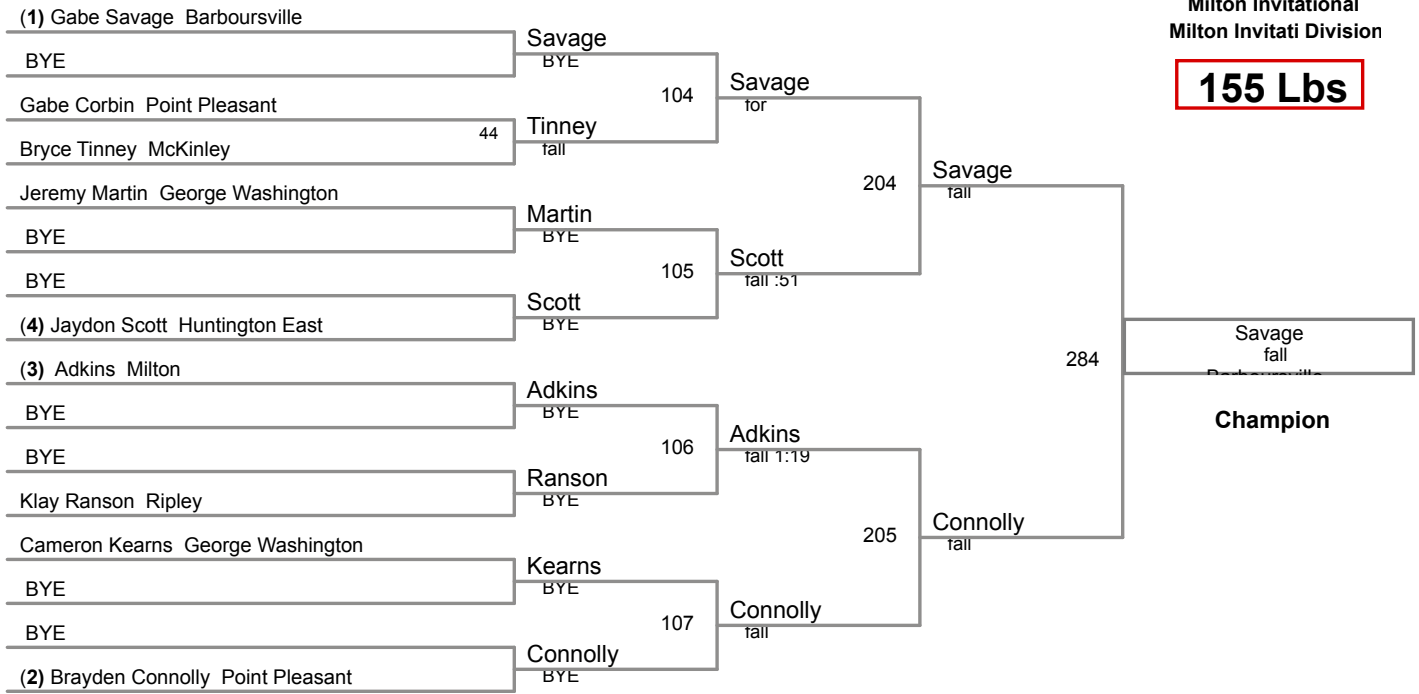 Milton Invitational
Milton Invitati Division
155 Lbs
(1) Gabe Savage Barboursville
BYE
Gabe Corbin Point Pleasant
Bryce Tinney McKinley
Jeremy Martin George Washington
BYE
BYE
(4) Jaydon Scott Huntington East
(3) Adkins Milton
BYE
BYE
Klay Ranson Ripley
Cameron Kearns George Washington
BYE
BYE
(2) Brayden Connolly Point Pleasant
44
Savage
BYE
Tinney
fall
Martin
BYE
Scott
BYE
Adkins
BYE
Ranson
BYE
Kearns
BYE
Connolly
BYE
104
105
106
107
Savage
for
Scott
fall :51
Adkins
fall 1:19
Connolly
fall
204
205
Savage
fall
Connolly
fall
284
Savage
fall
Barboursville
Champion